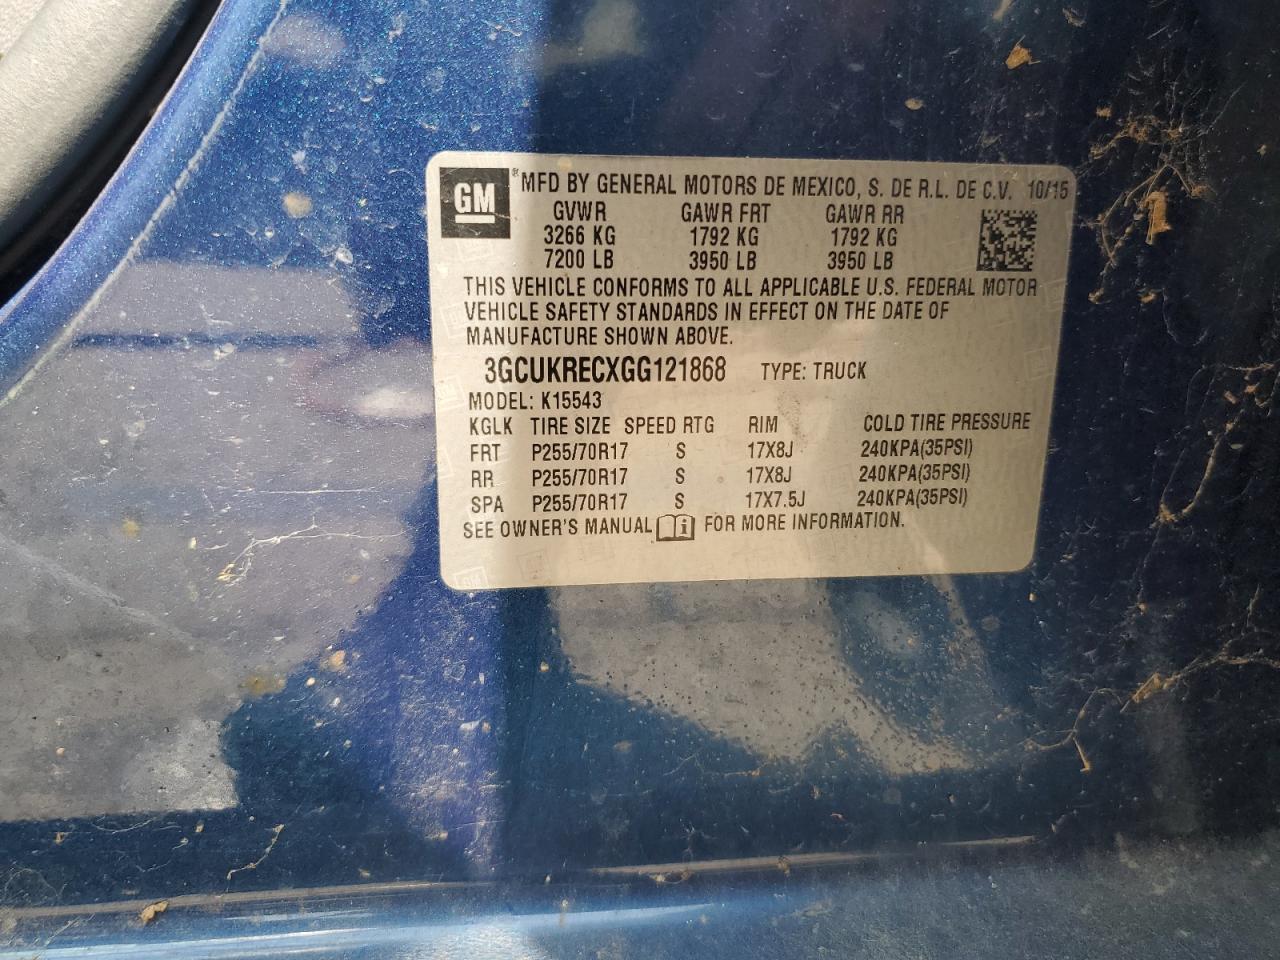 GM® MFD BY GENERAL MOTORS DE MEXICO, S. DE R.L. DE C.V. 10/15
GVWR GAWR FRT GAWR RR
3266 KG 1792 KG 1792 KG
7200 LB 3950 LB 3950 LB
THIS VEHICLE CONFORMS TO ALL APPLICABLE U.S. FEDERAL MOTOR
VEHICLE SAFETY STANDARDS IN EFFECT ON THE DATE OF
MANUFACTURE SHOWN ABOVE.
3GCUKRECXGG121868 TYPE: TRUCK
MODEL: K15543
KGLK TIRE SIZE SPEED RTG RIM COLD TIRE PRESSURE
FRT P255/70R17 S 17X8J 240KPA(35PSI)
RR P255/70R17 S 17X8J 240KPA(35PSI)
SPA P255/70R17 S 17X7.5J 240KPA(35PSI)
SEE OWNER'S MANUAL FOR MORE INFORMATION.